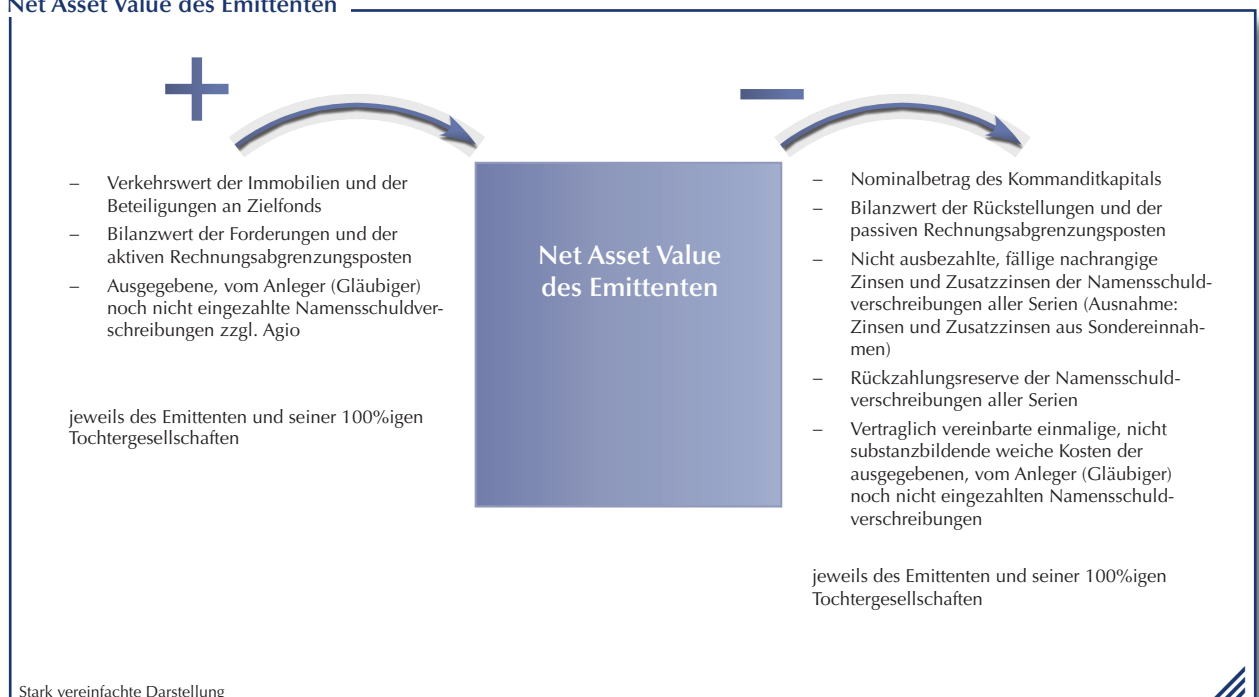 Net Asset Value des Emittenten
– Verkehrswert der Immobilien und der
Beteiligungen an Zielfonds
– Bilanzwert der Forderungen und der
aktiven Rechnungsabgrenzungsposten
– Ausgegebene, vom Anleger (Gläubiger)
noch nicht eingezahlte Namensschuldver-
schreibungen zzgl. Agio
jeweils des Emittenten und seiner 100%igen
Tochtergesellschaften
Net Asset Value
des Emittenten
– Nominalbetrag des Kommanditkapitals
– Bilanzwert der Rückstellungen und der
passiven Rechnungsabgrenzungsposten
– Nicht ausbezahlte, fällige nachrangige
Zinsen und Zusatzzinsen der Namensschuld-
verschreibungen aller Serien (Ausnahme:
Zinsen und Zusatzzinsen aus Sondereinnah-
men)
– Rückzahlungsreserve der Namensschuld-
verschreibungen aller Serien
– Vertraglich vereinbarte einmalige, nicht
substanzbildende weiche Kosten der
ausgegebenen, vom Anleger (Gläubiger)
noch nicht eingezahlten Namensschuld-
verschreibungen
jeweils des Emittenten und seiner 100%igen
Tochtergesellschaften
Stark vereinfachte Darstellung